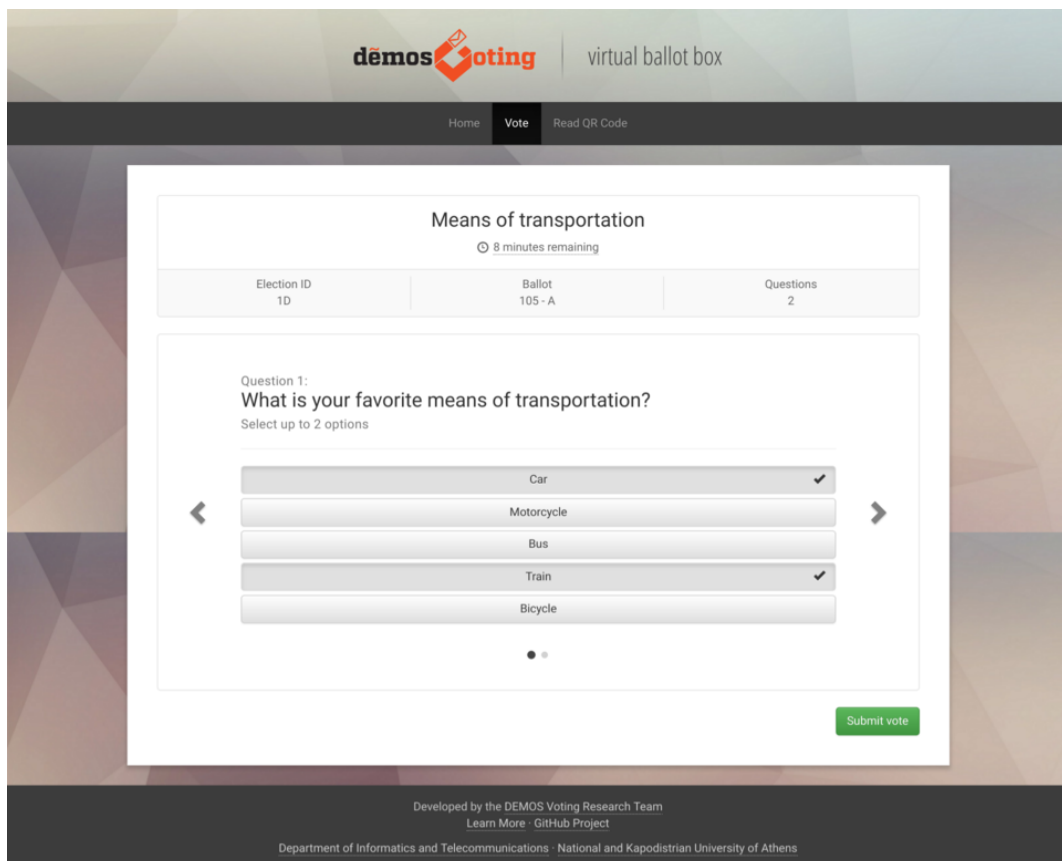 dēmos Voting virtual ballot box
Home Vote Read QR Code
Means of transportation
8 minutes remaining
Election ID Ballot Questions
1D 105 - A 2
Question 1:
What is your favorite means of transportation?
Select up to 2 options
Car
Motorcycle
Bus
Train
Bicycle
Submit vote
Developed by the DEMOS Voting Research Team
Learn More · GitHub Project
Department of Informatics and Telecommunications · National and Kapodistrian University of Athens